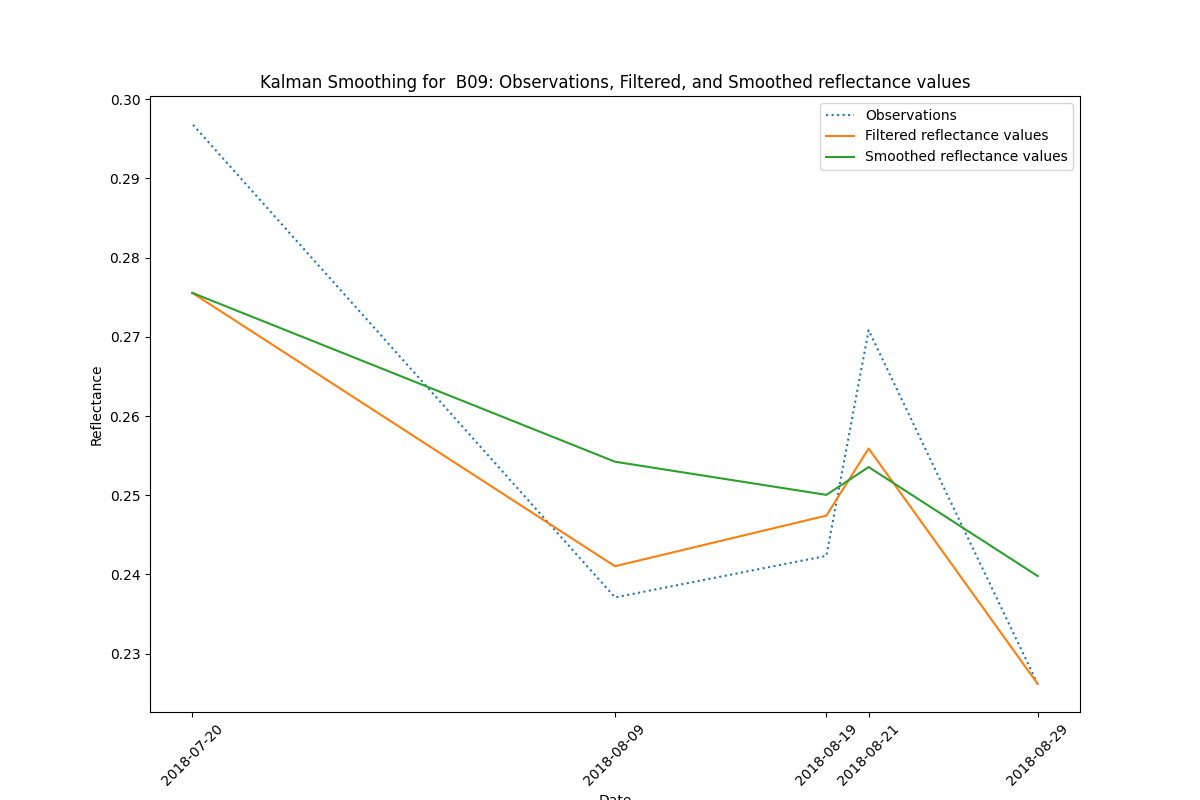 Kalman Smoothing for  B09: Observations, Filtered, and Smoothed reflectance values
Observations
Filtered reflectance values
Smoothed reflectance values
Reflectance
0.30
0.29
0.28
0.27
0.26
0.25
0.24
0.23
2018-07-20
2018-08-09
2018-08-19
2018-08-21
2018-08-29
Date